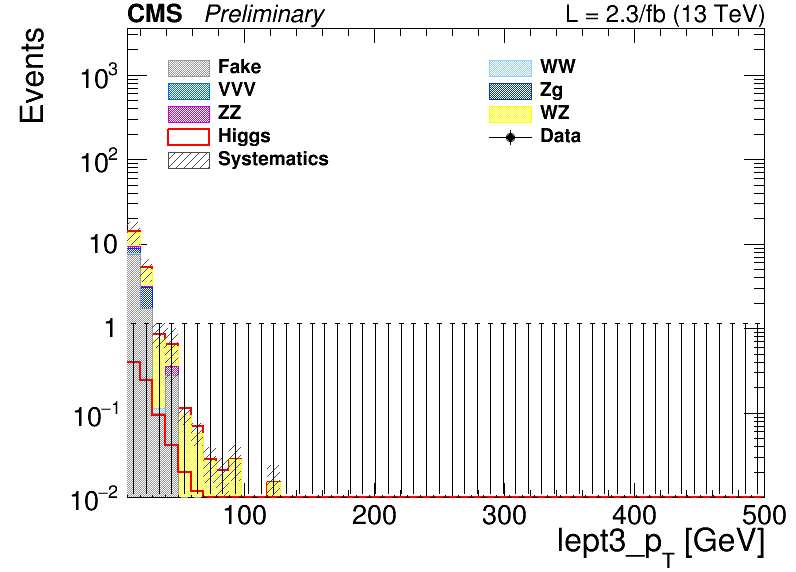 CMS Preliminary L = 2.3/fb (13 TeV)
Events
Fake WW
VVV Zg
ZZ WZ
Higgs Data
Systematics
10³
10²
10
1
10⁻¹
10⁻²
100 200 300 400 500
lept3_p_T [GeV]